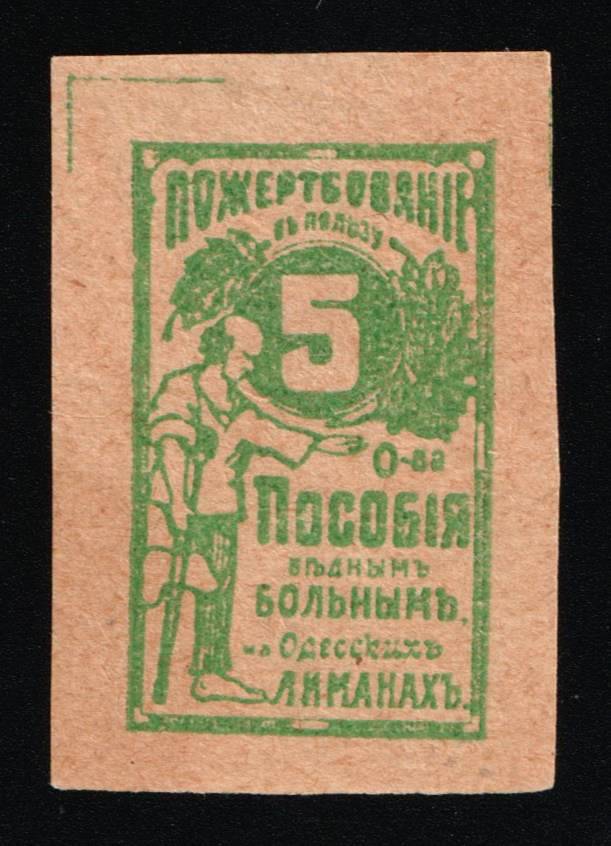 ПОЖЕРТВОВАНІЕ
въ пользу
5
О-ва
ПОСОБІЯ
БѢДНЫМЪ
БОЛЬНЫМЪ,
на Одесскихъ
ЛИМАНАХЪ.